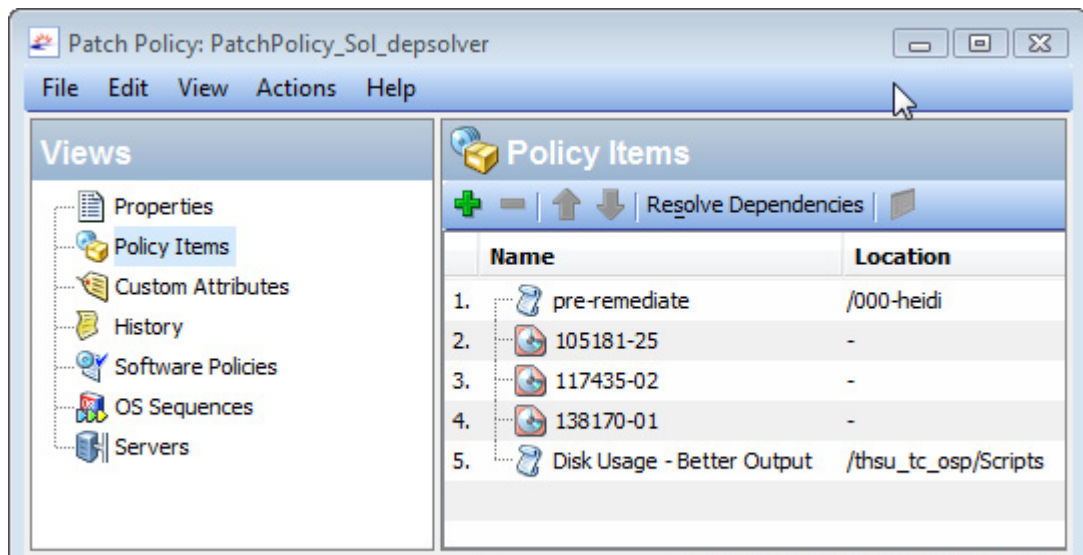 Patch Policy: PatchPolicy_Sol_depsolver
File Edit View Actions Help
Views
Properties
Policy Items
Custom Attributes
History
Software Policies
OS Sequences
Servers
Policy Items
Resolve Dependencies
Name Location
1. pre-remediate /000-heidi
2. 105181-25 -
3. 117435-02 -
4. 138170-01 -
5. Disk Usage - Better Output /thsu_tc_osp/Scripts